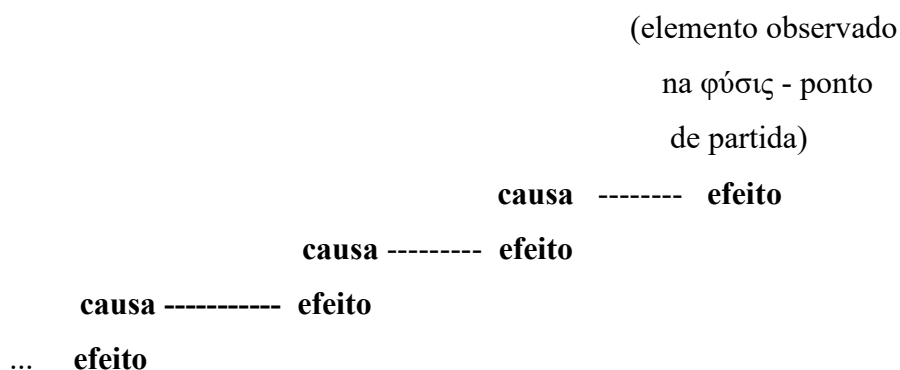 (elemento observado
na φύσις - ponto
de partida)
causa -------- efeito
causa --------- efeito
causa ----------- efeito
... efeito